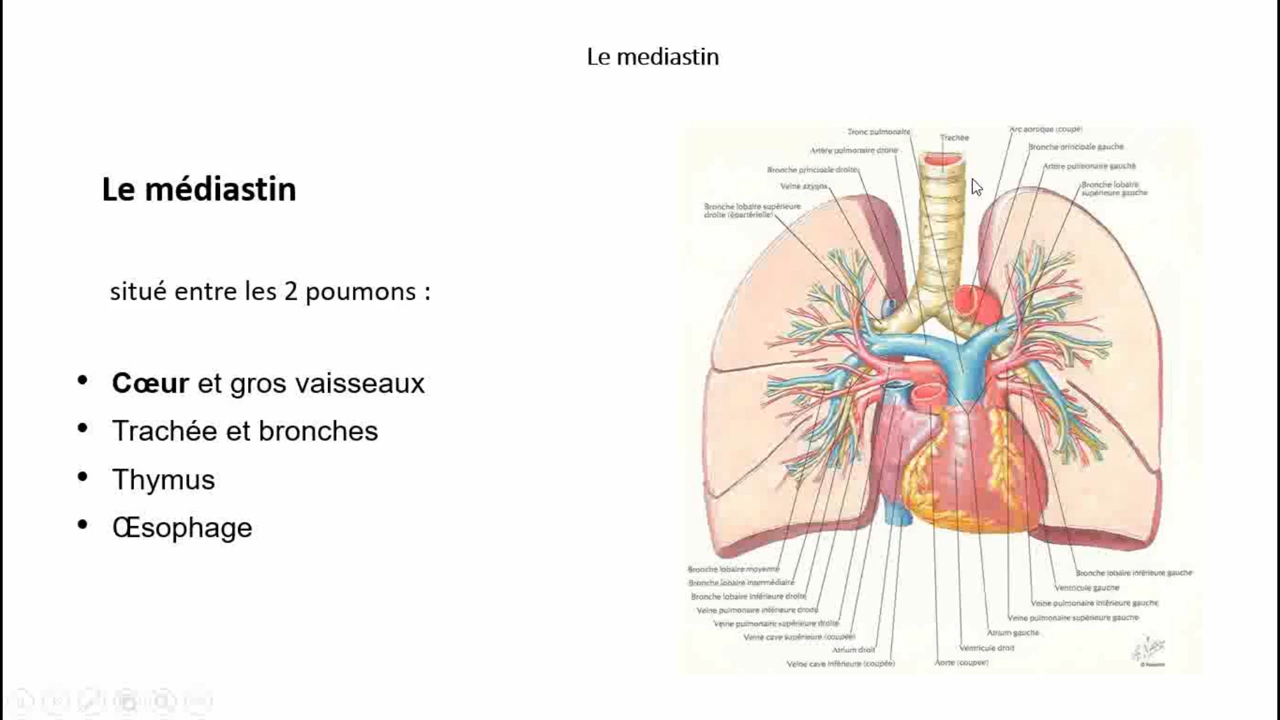 Le mediastin
Le médiastin
situé entre les 2 poumons :
• Cœur et gros vaisseaux
• Trachée et bronches
• Thymus
• Œsophage
Tronc pulmonaire
Trachée
Arc aortique (coupé)
Artère pulmonaire droite
Bronche principale gauche
Bronche principale droite
Artère pulmonaire gauche
Veine azygos
Bronche lobaire
supérieure gauche
Bronche lobaire supérieure
droite (épartérielle)
Bronche lobaire moyenne
Bronche lobaire intermédiaire
Bronche lobaire inférieure droite
Veine pulmonaire inférieure droite
Veine pulmonaire supérieure droite
Veine cave supérieure (coupée)
Atrium droit
Veine cave inférieure (coupée)
Aorte (coupée)
Ventricule droit
Atrium gauche
Veine pulmonaire supérieure gauche
Veine pulmonaire inférieure gauche
Ventricule gauche
Bronche lobaire inférieure gauche